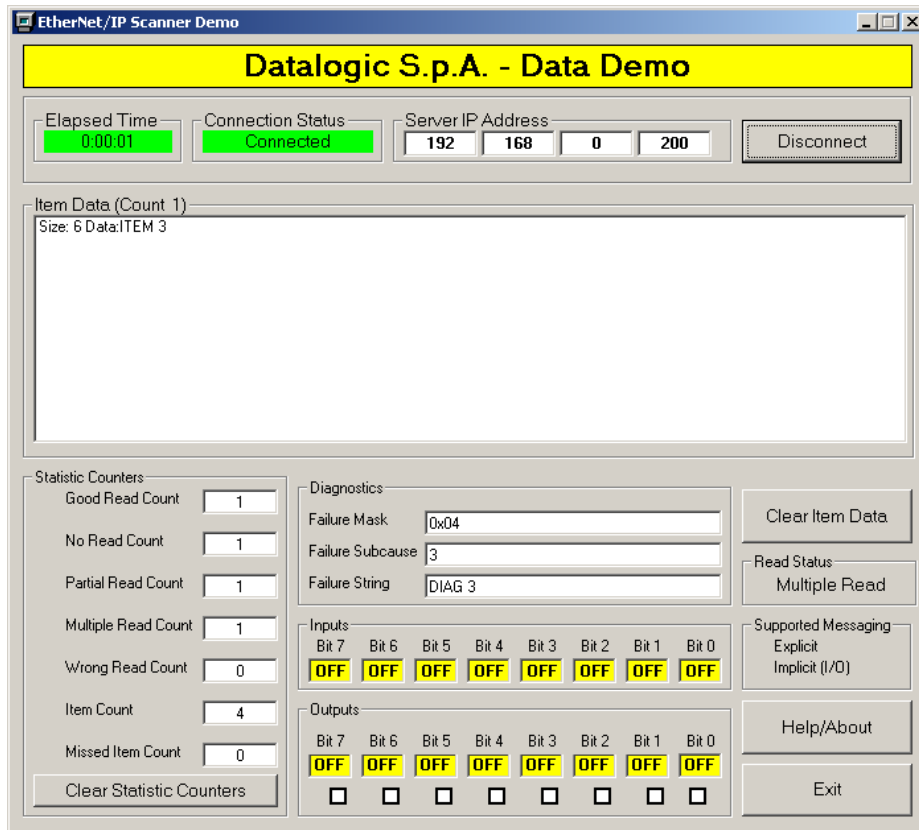 EtherNet/IP Scanner Demo
Datalogic S.p.A. - Data Demo
Elapsed Time
0:00:01
Connection Status
Connected
Server IP Address
192 168 0 200
Disconnect
Item Data (Count 1)
Size: 6 Data:ITEM 3
Statistic Counters
Good Read Count 1
No Read Count 1
Partial Read Count 1
Multiple Read Count 1
Wrong Read Count 0
Item Count 4
Missed Item Count 0
Clear Statistic Counters
Diagnostics
Failure Mask 0x04
Failure Subcause 3
Failure String DIAG 3
Inputs
Bit 7 Bit 6 Bit 5 Bit 4 Bit 3 Bit 2 Bit 1 Bit 0
OFF OFF OFF OFF OFF OFF OFF OFF
Outputs
Bit 7 Bit 6 Bit 5 Bit 4 Bit 3 Bit 2 Bit 1 Bit 0
OFF OFF OFF OFF OFF OFF OFF OFF
Clear Item Data
Read Status
Multiple Read
Supported Messaging
Explicit
Implicit (I/O)
Help/About
Exit